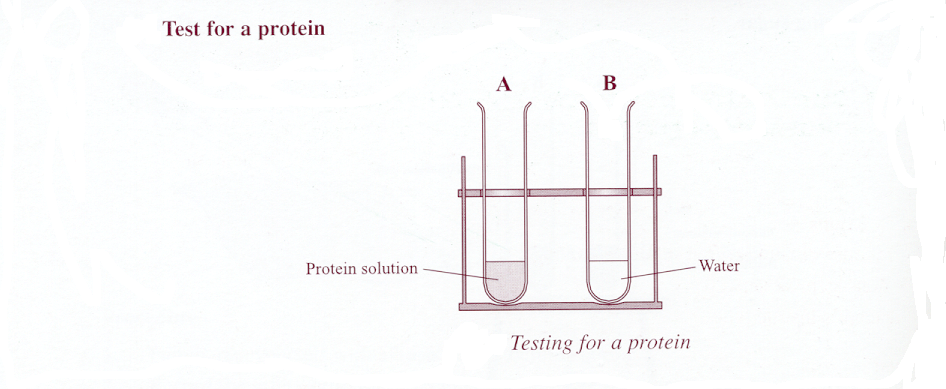 Test for a protein
A B
Protein solution
Water
Testing for a protein